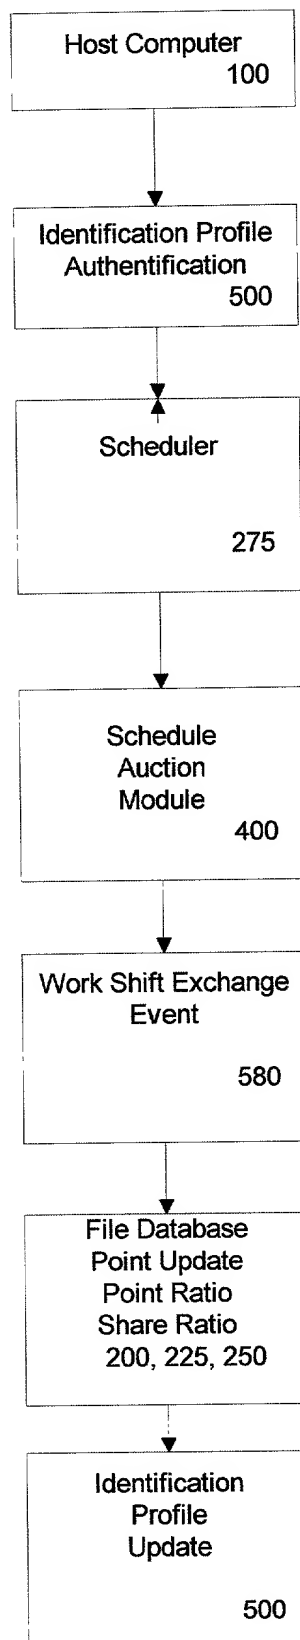 Host Computer
100
Identification Profile
Authentification
500
Scheduler
275
Schedule
Auction
Module
400
Work Shift Exchange
Event
580
File Database
Point Update
Point Ratio
Share Ratio
200, 225, 250
Identification
Profile
Update
500